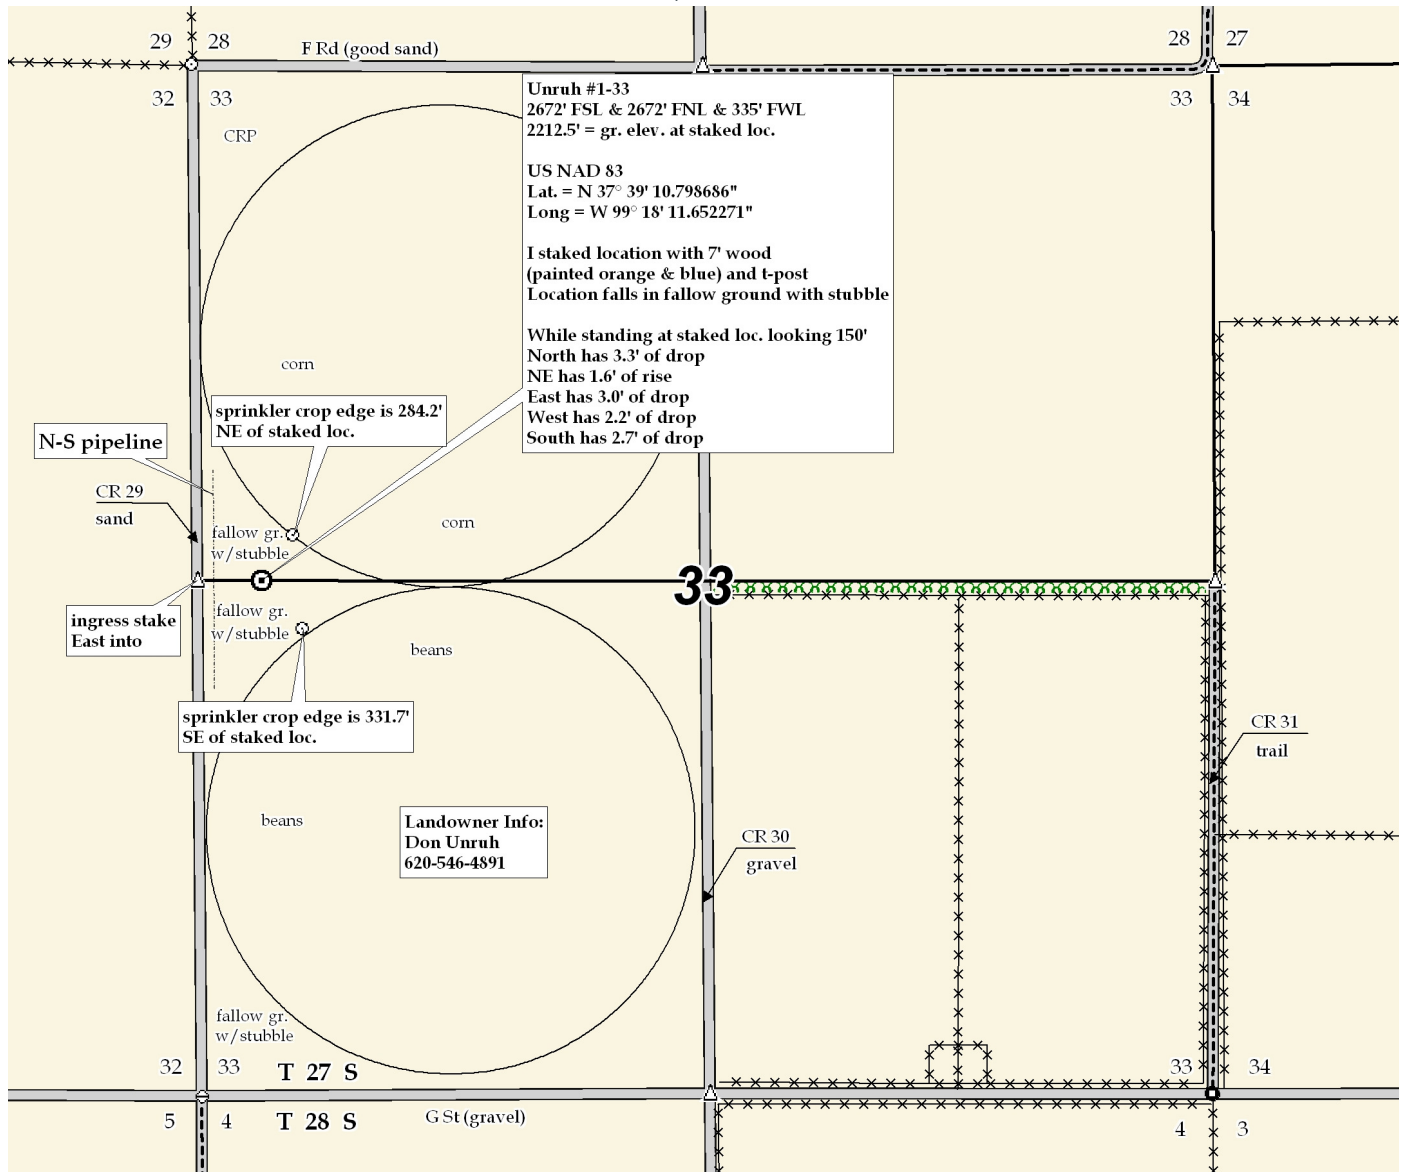 29 28
F Rd (good sand)
28 27
32 33
33 34
CRP
Unruh #1-33
2672' FSL & 2672' FNL & 335' FWL
2212.5' = gr. elev. at staked loc.
US NAD 83
Lat. = N 37° 39' 10.798686"
Long = W 99° 18' 11.652271"
I staked location with 7' wood
(painted orange & blue) and t-post
Location falls in fallow ground with stubble
While standing at staked loc. looking 150'
North has 3.3' of drop
NE has 1.6' of rise
East has 3.0' of drop
West has 2.2' of drop
South has 2.7' of drop
corn
sprinkler crop edge is 284.2'
NE of staked loc.
N-S pipeline
CR 29
sand
corn
fallow gr.
w/stubble
33
ingress stake
East into
fallow gr.
w/stubble
beans
sprinkler crop edge is 331.7'
SE of staked loc.
CR 31
trail
beans
Landowner Info:
Don Unruh
620-546-4891
CR 30
gravel
fallow gr.
w/stubble
32 33
T 27 S
33 34
5 4
T 28 S
G St (gravel)
4 3